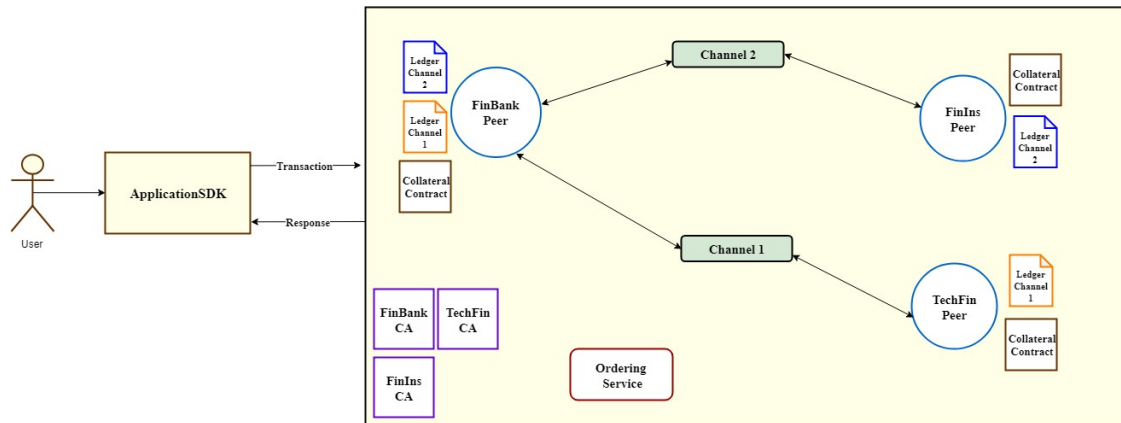 User
ApplicationSDK
Transaction
Response
Ledger
Channel
2
Ledger
Channel
1
Collateral
Contract
FinBank
Peer
Channel 2
FinIns
Peer
Collateral
Contract
Ledger
Channel
2
Channel 1
TechFin
Peer
Ledger
Channel
1
Collateral
Contract
FinBank
CA
TechFin
CA
FinIns
CA
Ordering
Service